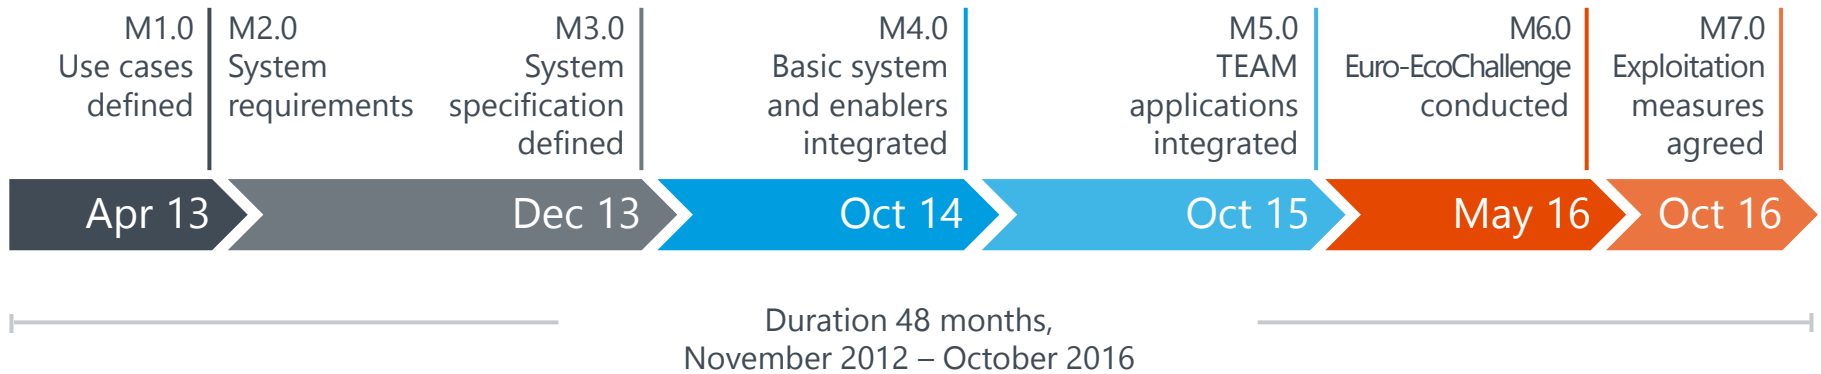 M1.0
Use cases
defined
M2.0
System
requirements
M3.0
System
specification
defined
M4.0
Basic system
and enablers
integrated
M5.0
TEAM
applications
integrated
M6.0
Euro-EcoChallenge
conducted
M7.0
Exploitation
measures
agreed
Apr 13
Dec 13
Oct 14
Oct 15
May 16
Oct 16
Duration 48 months,
November 2012 – October 2016